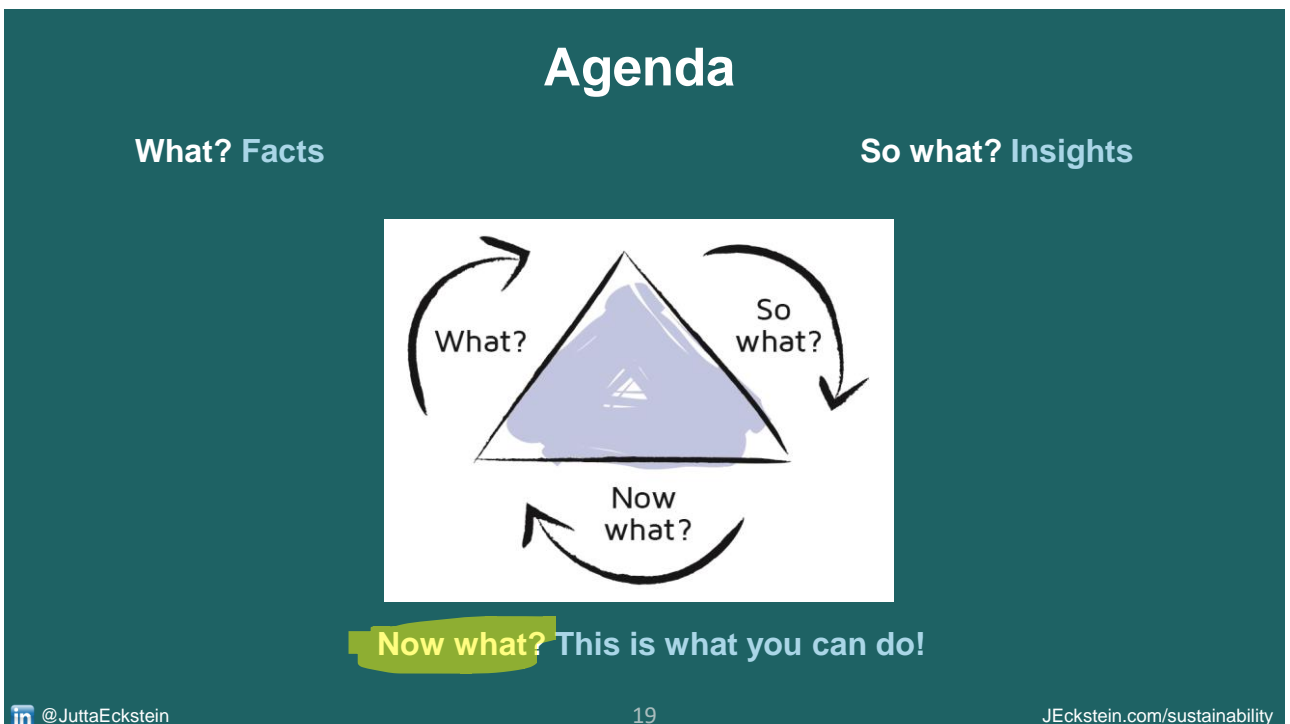 Agenda
What? Facts
So what? Insights
What?
So
what?
Now
what?
Now what? This is what you can do!
in @JuttaEckstein
19
JEckstein.com/sustainability